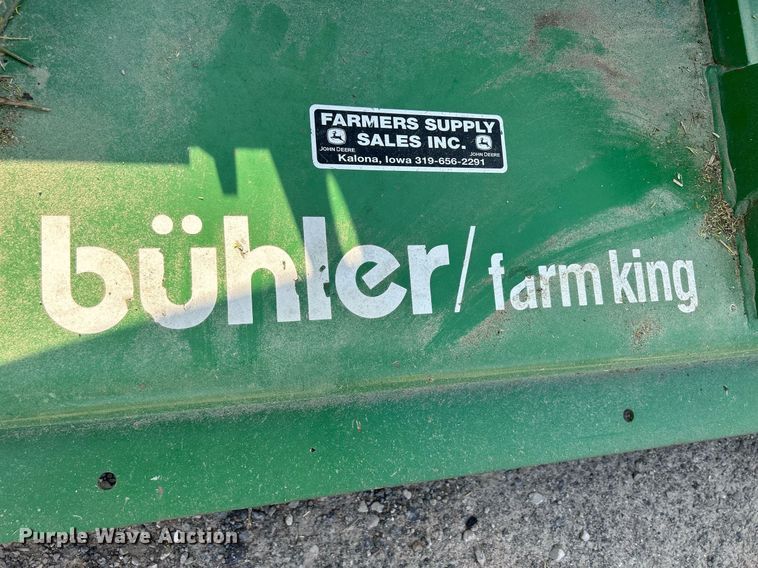 FARMERS SUPPLY
SALES INC.
JOHN DEERE JOHN DEERE
Kalona, Iowa 319-656-2291
bühler/farm king
Purple Wave Auction